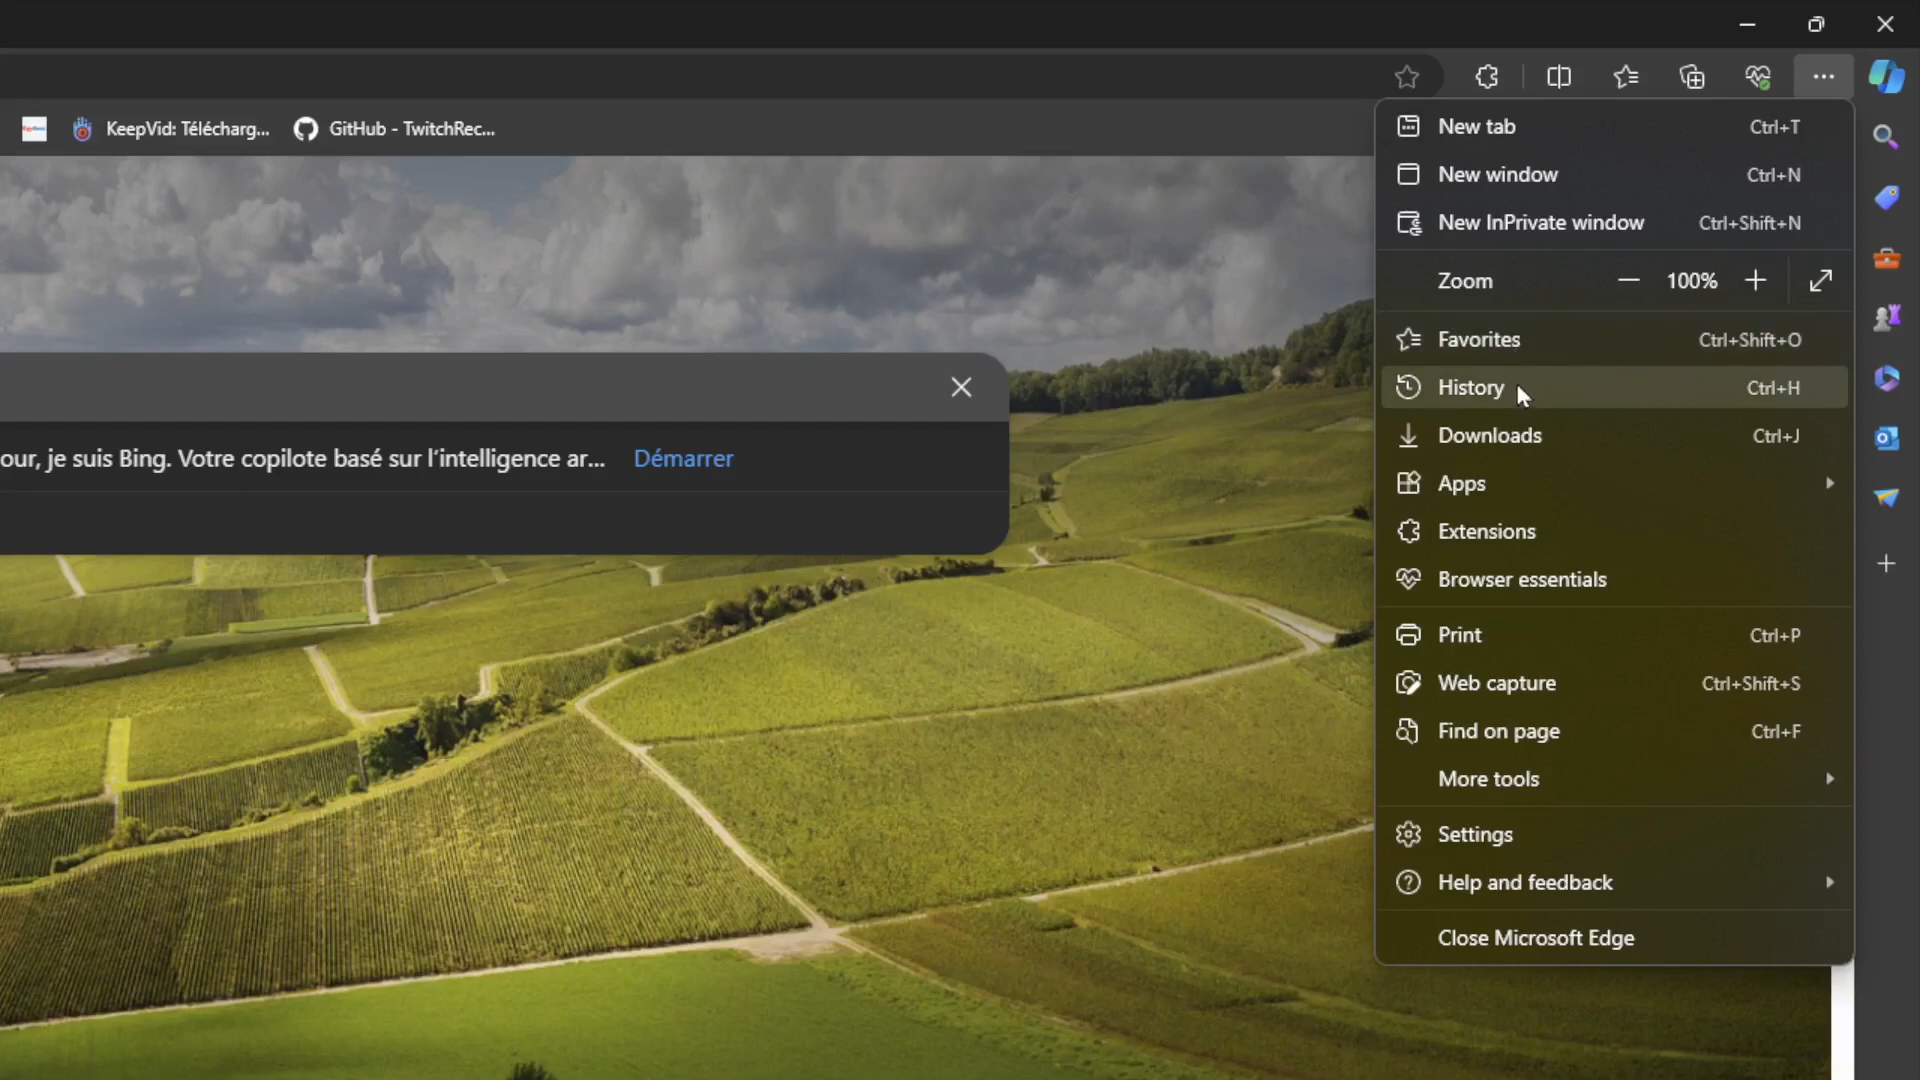 KeepVid: Télécharg...
GitHub - TwitchRec...
our, je suis Bing. Votre copilote basé sur l'intelligence ar...
Démarrer
New tab Ctrl+T
New window Ctrl+N
New InPrivate window Ctrl+Shift+N
Zoom 100%
Favorites Ctrl+Shift+O
History Ctrl+H
Downloads Ctrl+J
Apps
Extensions
Browser essentials
Print Ctrl+P
Web capture Ctrl+Shift+S
Find on page Ctrl+F
More tools
Settings
Help and feedback
Close Microsoft Edge